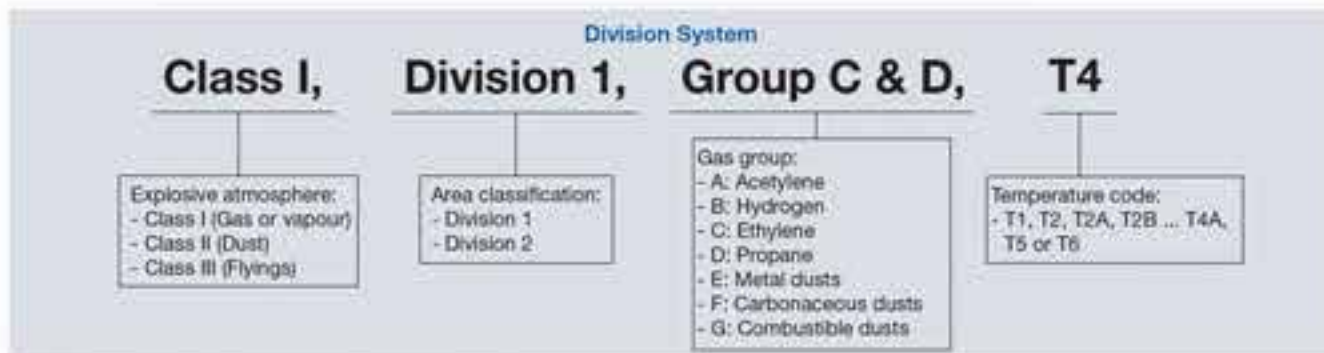 Division System
Class I, Division 1, Group C & D, T4
Explosive atmosphere:
- Class I (Gas or vapour)
- Class II (Dust)
- Class III (Flyings)
Area classification:
- Division 1
- Division 2
Gas group:
- A: Acetylene
- B: Hydrogen
- C: Ethylene
- D: Propane
- E: Metal dusts
- F: Carbonaceous dusts
- G: Combustible dusts
Temperature code:
- T1, T2, T2A, T2B ... T4A,
T5 or T6